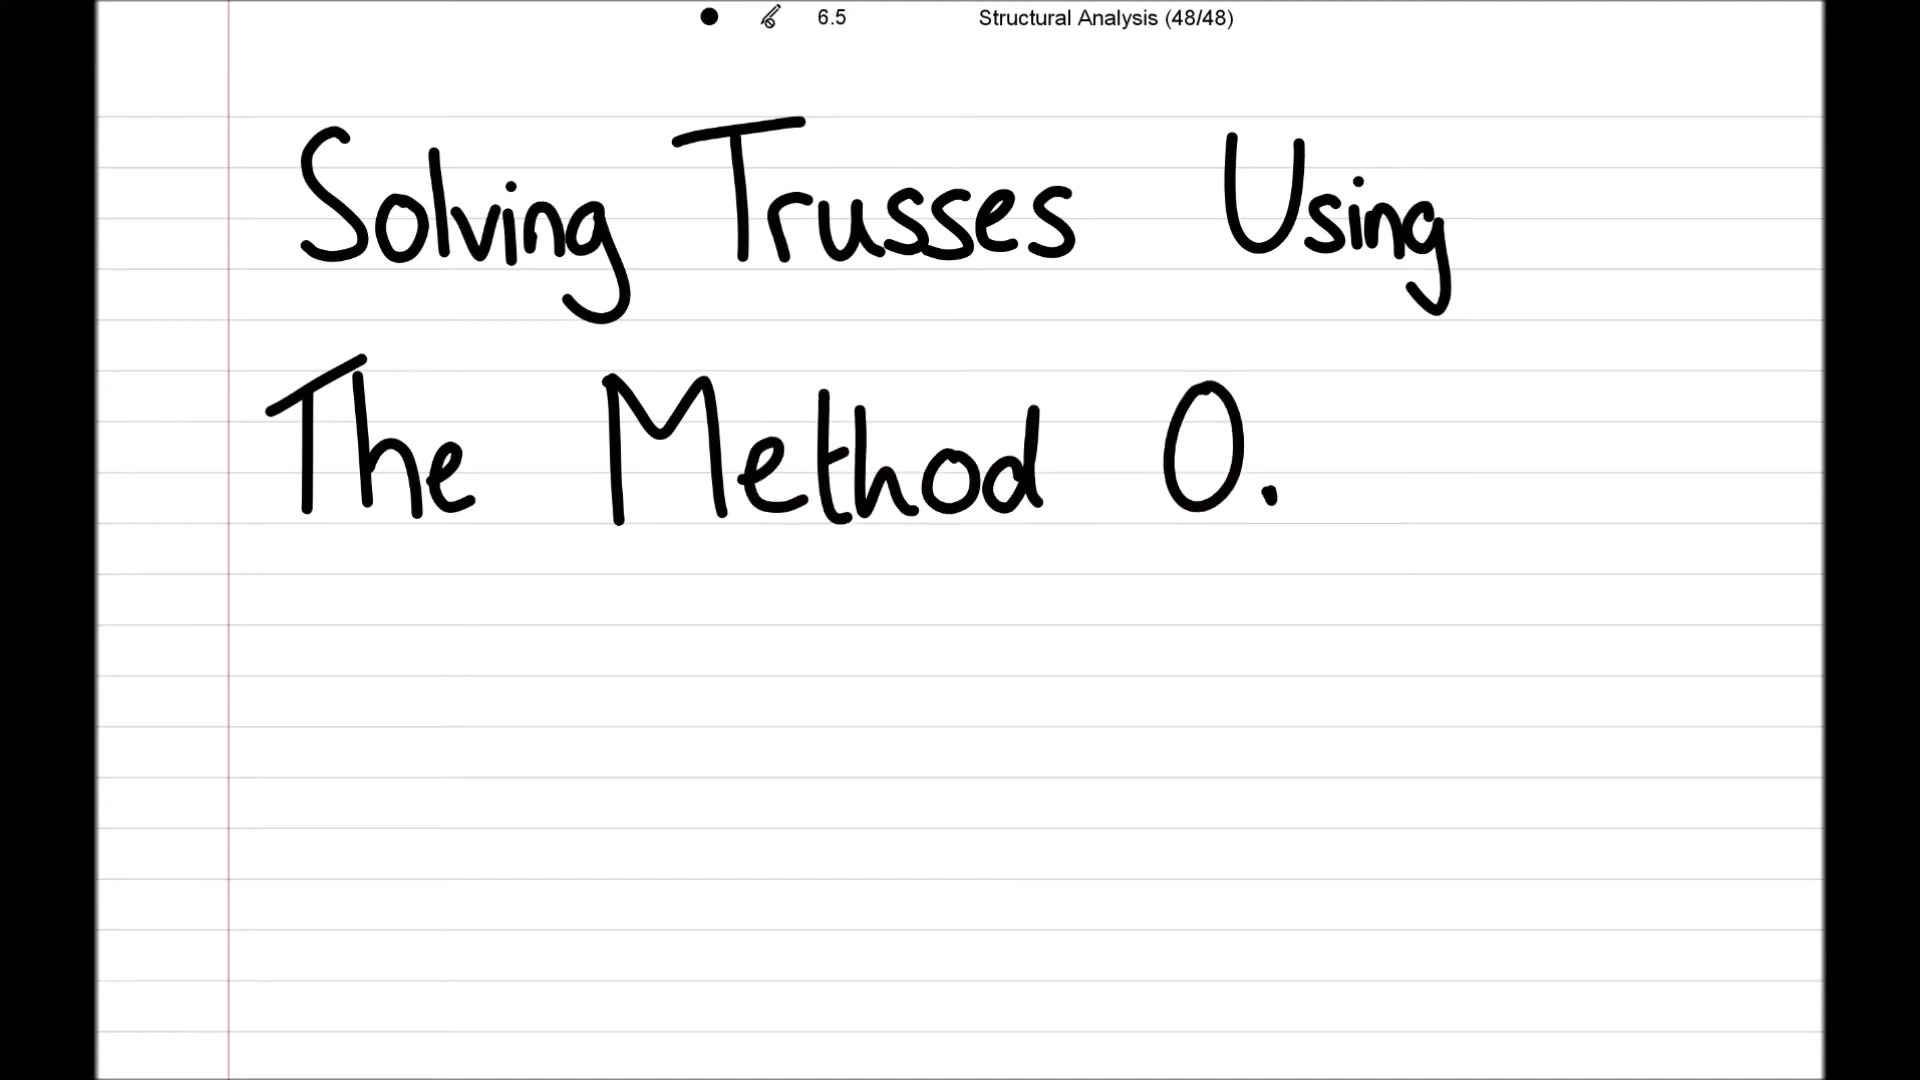 6.5 Structural Analysis (48/48)
Solving Trusses Using
The Method O.